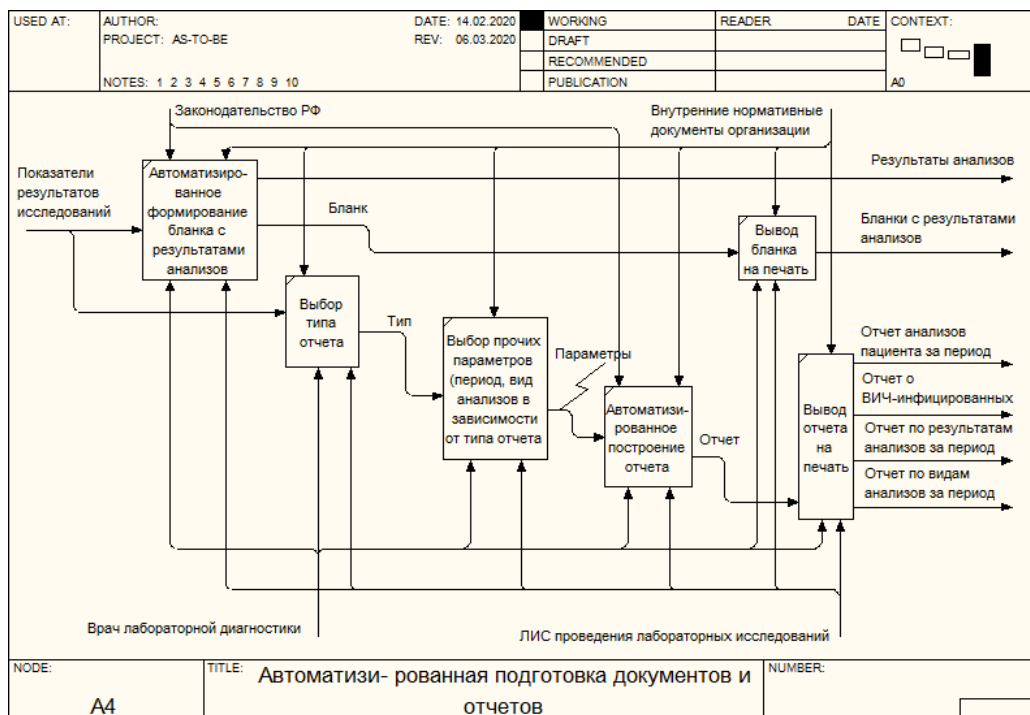 USED AT:
AUTHOR:
DATE: 14.02.2020
PROJECT: AS-TO-BE
REV: 06.03.2020
NOTES: 1 2 3 4 5 6 7 8 9 10
WORKING
DRAFT
RECOMMENDED
PUBLICATION
READER
DATE
CONTEXT:
A0
Законодательство РФ
Внутренние нормативные
документы организации
Показатели
результатов
исследований
Автоматизиро-
ванное
формирование
бланка с
результатами
анализов
Результаты анализов
Бланк
Вывод
бланка
на печать
Бланки с результатами
анализов
Выбор
типа
отчета
Тип
Выбор прочих
параметров
(период, вид
анализов в
зависимости
от типа отчета
Параметры
Автоматизи-
рованное
построение
отчета
Отчет
Вывод
отчета
на
печать
Отчет анализов
пациента за период
Отчет о
ВИЧ-инфицированных
Отчет по результатам
анализов за период
Отчет по видам
анализов за период
Врач лабораторной диагностики
ЛИС проведения лабораторных исследований
NODE:
A4
TITLE:
Автоматизи- рованная подготовка документов и
отчетов
NUMBER: